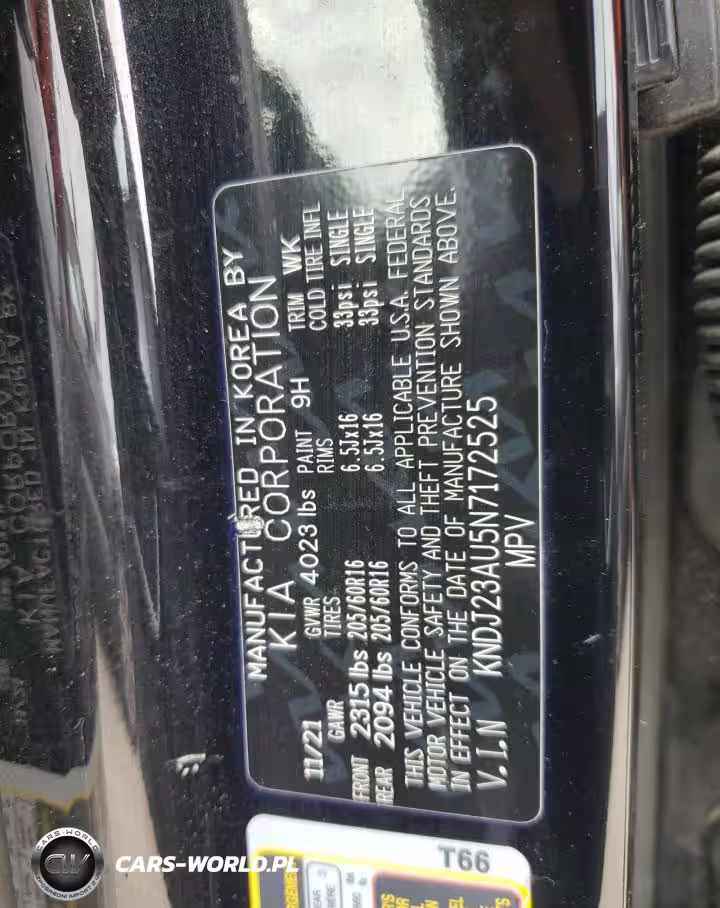 MANUFACTURED IN KOREA BY
KIA CORPORATION
11/21 GVWR 4023 lbs PAINT 9H TRIM WK
GAWR TIRES RIMS COLD TIRE INFL
FRONT 2315 lbs 205/60R16 6.5Jx16 33psi SINGLE
REAR 2094 lbs 205/60R16 6.5Jx16 33psi SINGLE
THIS VEHICLE CONFORMS TO ALL APPLICABLE U.S.A. FEDERAL
MOTOR VEHICLE SAFETY AND THEFT PREVENTION STANDARDS
IN EFFECT ON THE DATE OF MANUFACTURE SHOWN ABOVE.
V.I.N KNDJ23AU5N7172525
MPV
T66
CARS-WORLD
CW
CARS-WORLD.PL